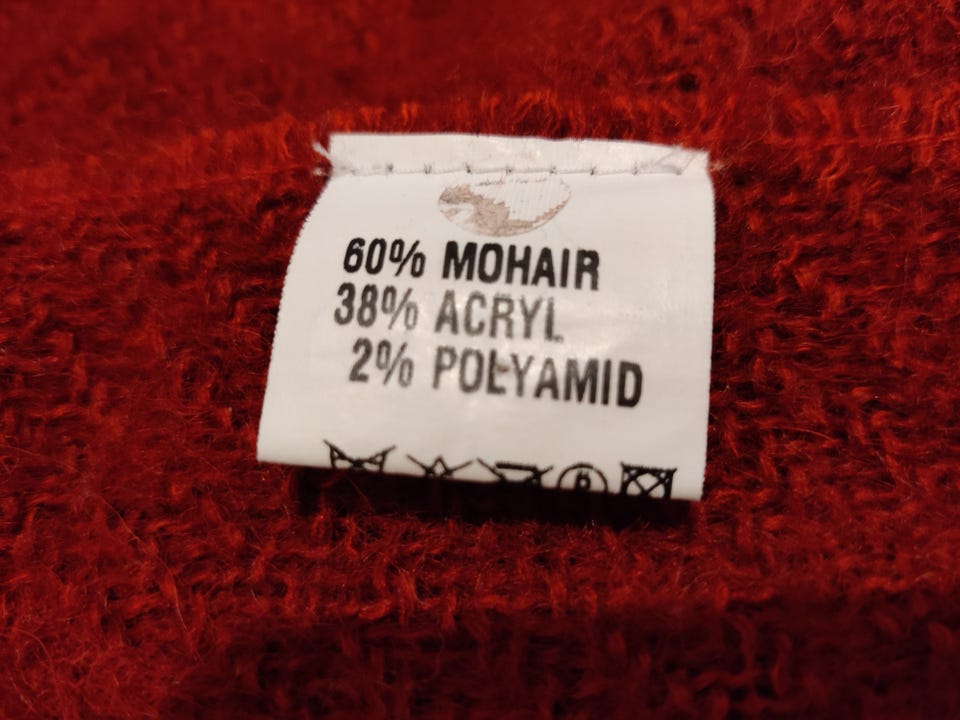 60% MOHAIR
38% ACRYL
2% POLYAMID